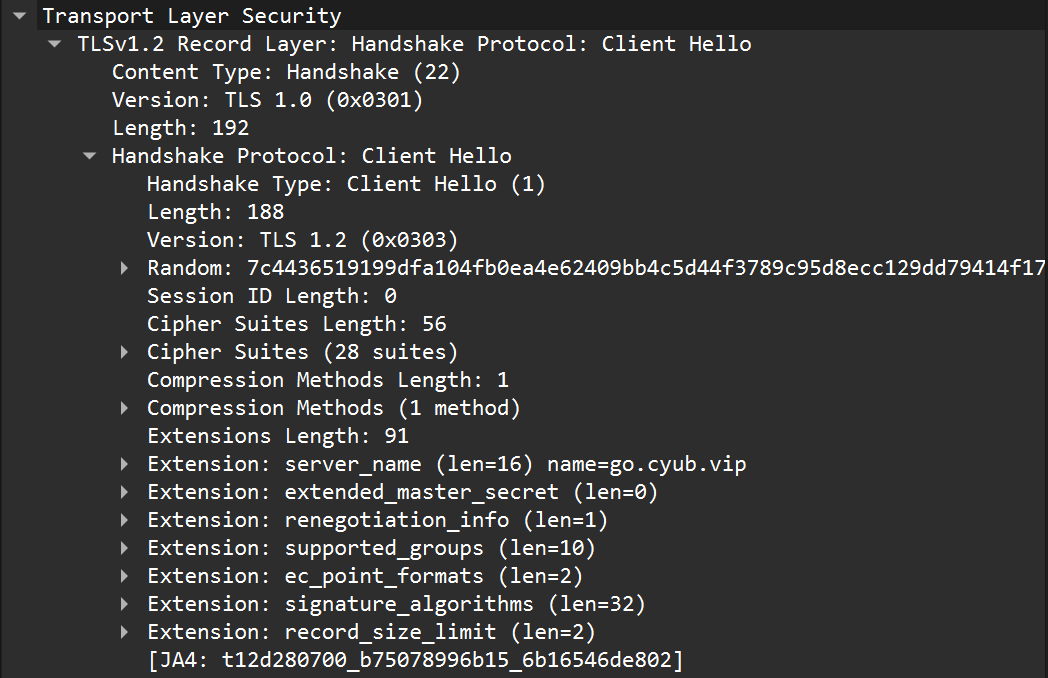 Transport Layer Security
TLSv1.2 Record Layer: Handshake Protocol: Client Hello
Content Type: Handshake (22)
Version: TLS 1.0 (0x0301)
Length: 192
Handshake Protocol: Client Hello
Handshake Type: Client Hello (1)
Length: 188
Version: TLS 1.2 (0x0303)
Random: 7c4436519199dfa104fb0ea4e62409bb4c5d44f3789c95d8ecc129dd79414f17
Session ID Length: 0
Cipher Suites Length: 56
Cipher Suites (28 suites)
Compression Methods Length: 1
Compression Methods (1 method)
Extensions Length: 91
Extension: server_name (len=16) name=go.cyub.vip
Extension: extended_master_secret (len=0)
Extension: renegotiation_info (len=1)
Extension: supported_groups (len=10)
Extension: ec_point_formats (len=2)
Extension: signature_algorithms (len=32)
Extension: record_size_limit (len=2)
[JA4: t12d280700_b75078996b15_6b16546de802]